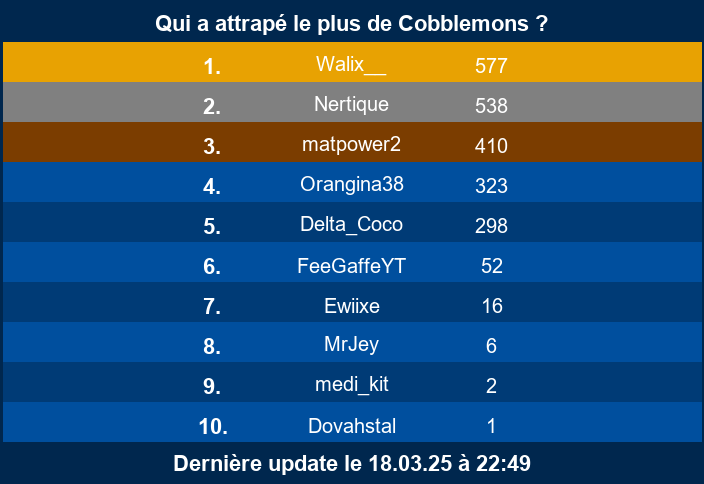 Qui a attrapé le plus de Cobblemons ?
1. Walix__ 577
2. Nertique 538
3. matpower2 410
4. Orangina38 323
5. Delta_Coco 298
6. FeeGaffeYT 52
7. Ewiixe 16
8. MrJey 6
9. medi_kit 2
10. Dovahstal 1
Dernière update le 18.03.25 à 22:49